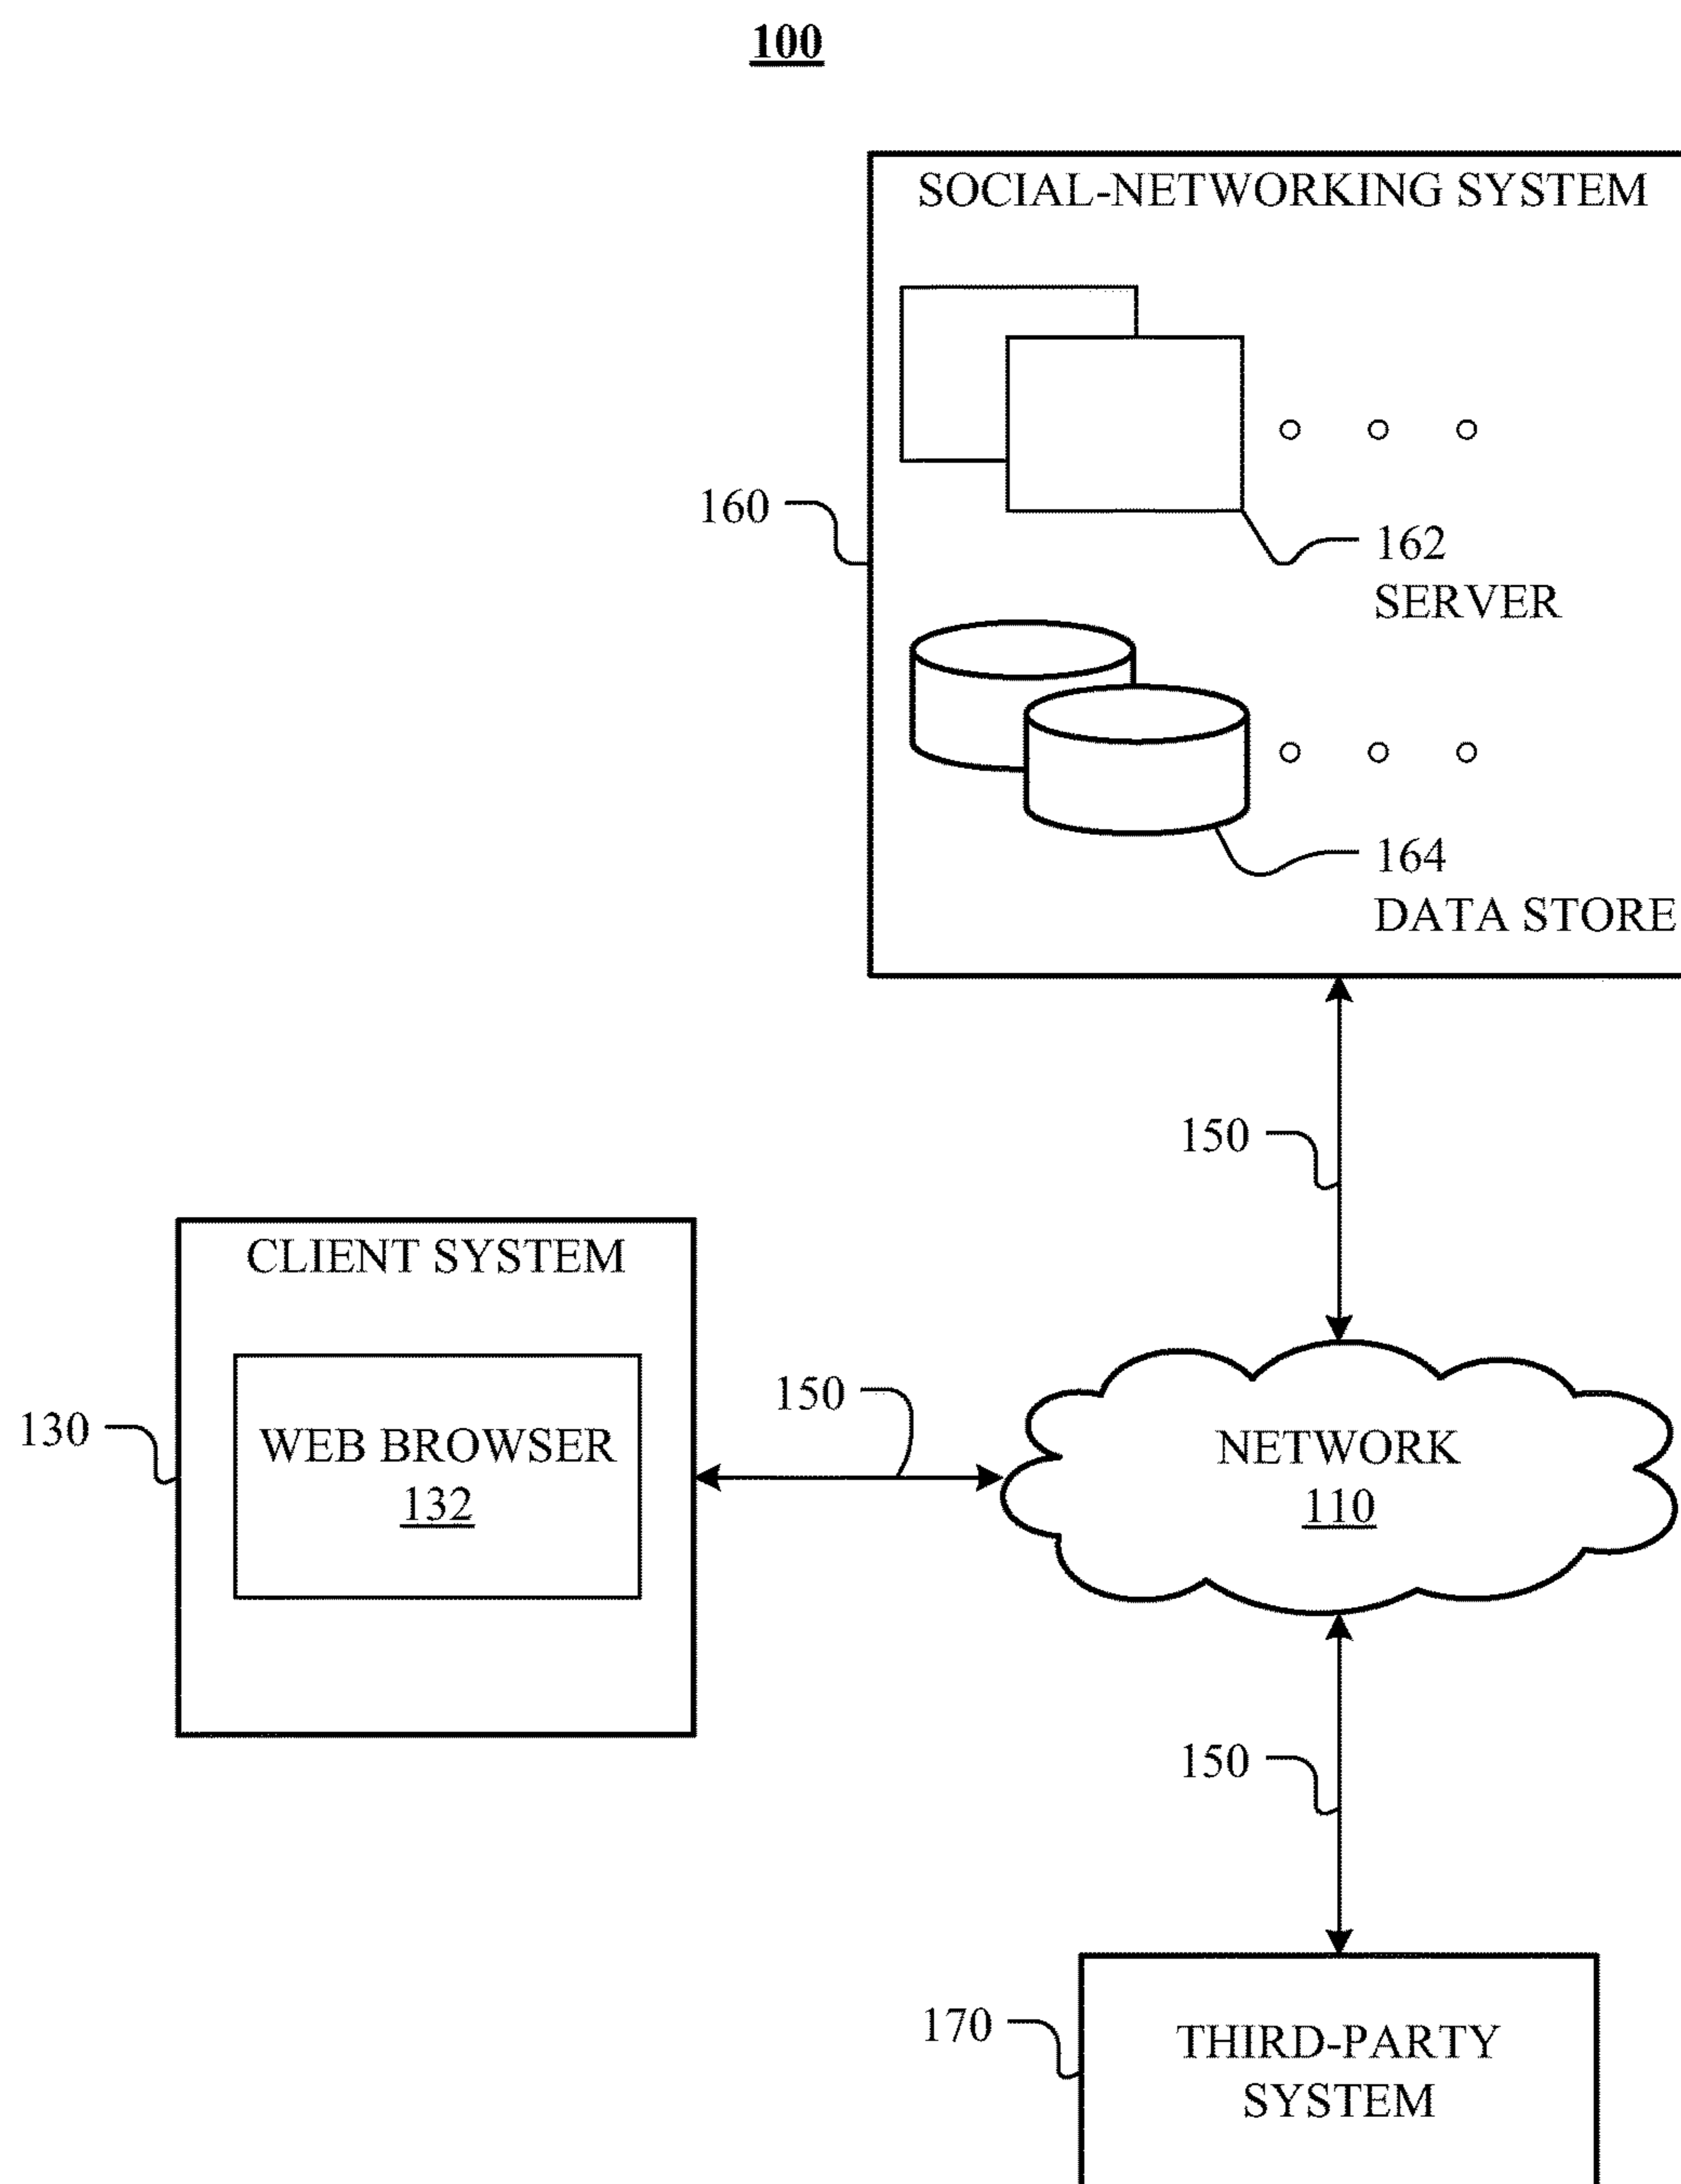 100
SOCIAL-NETWORKING SYSTEM
160
162
SERVER
164
DATA STORE
150
CLIENT SYSTEM
130
WEB BROWSER
132
150
NETWORK
110
150
170
THIRD-PARTY
SYSTEM